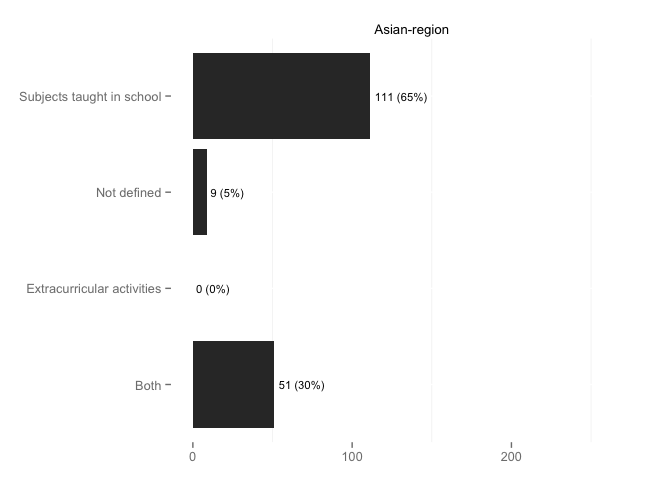 Asian-region
Subjects taught in school
111 (65%)
Not defined
9 (5%)
Extracurricular activities
0 (0%)
Both
51 (30%)
0
100
200